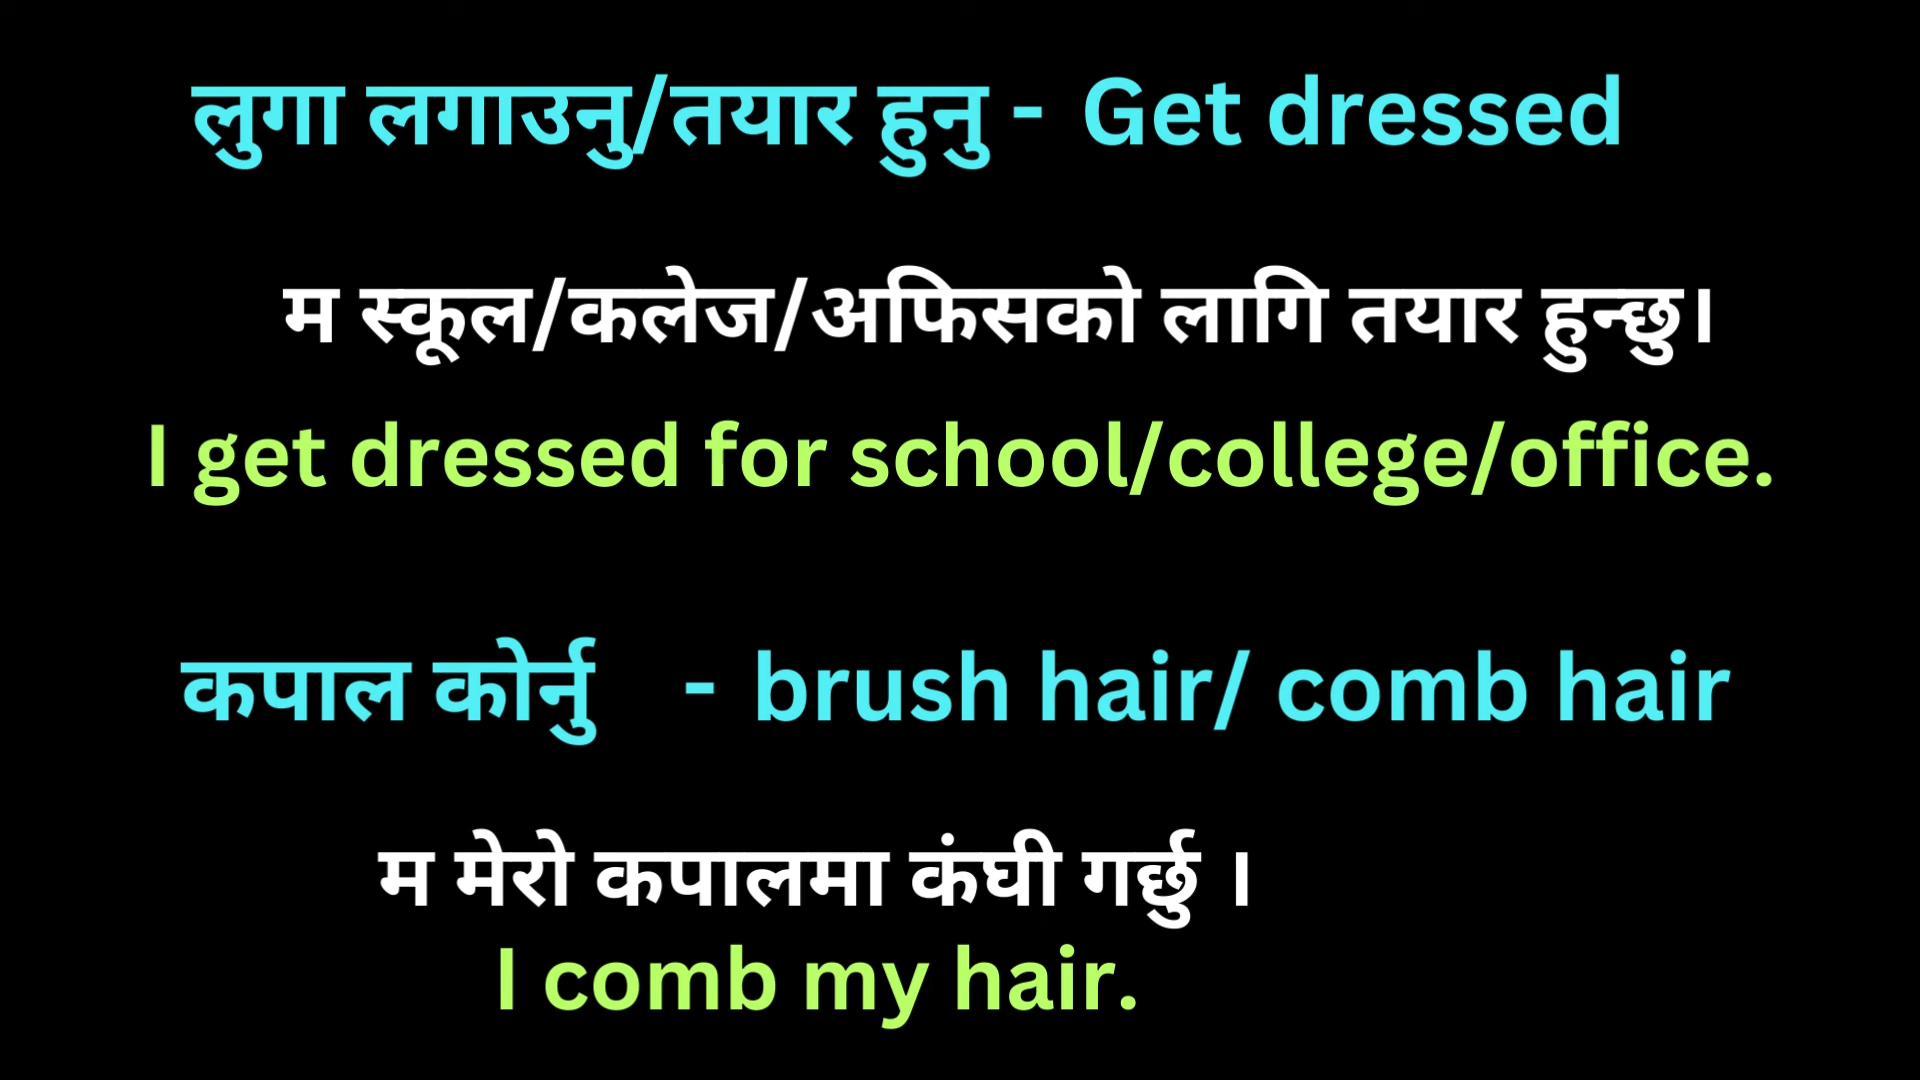 लुगा लगाउनु/तयार हुनु - Get dressed
म स्कूल/कलेज/अफिसको लागि तयार हुन्छु।
I get dressed for school/college/office.
कपाल कोर्नु - brush hair/ comb hair
म मेरो कपालमा कंघी गर्छु ।
I comb my hair.